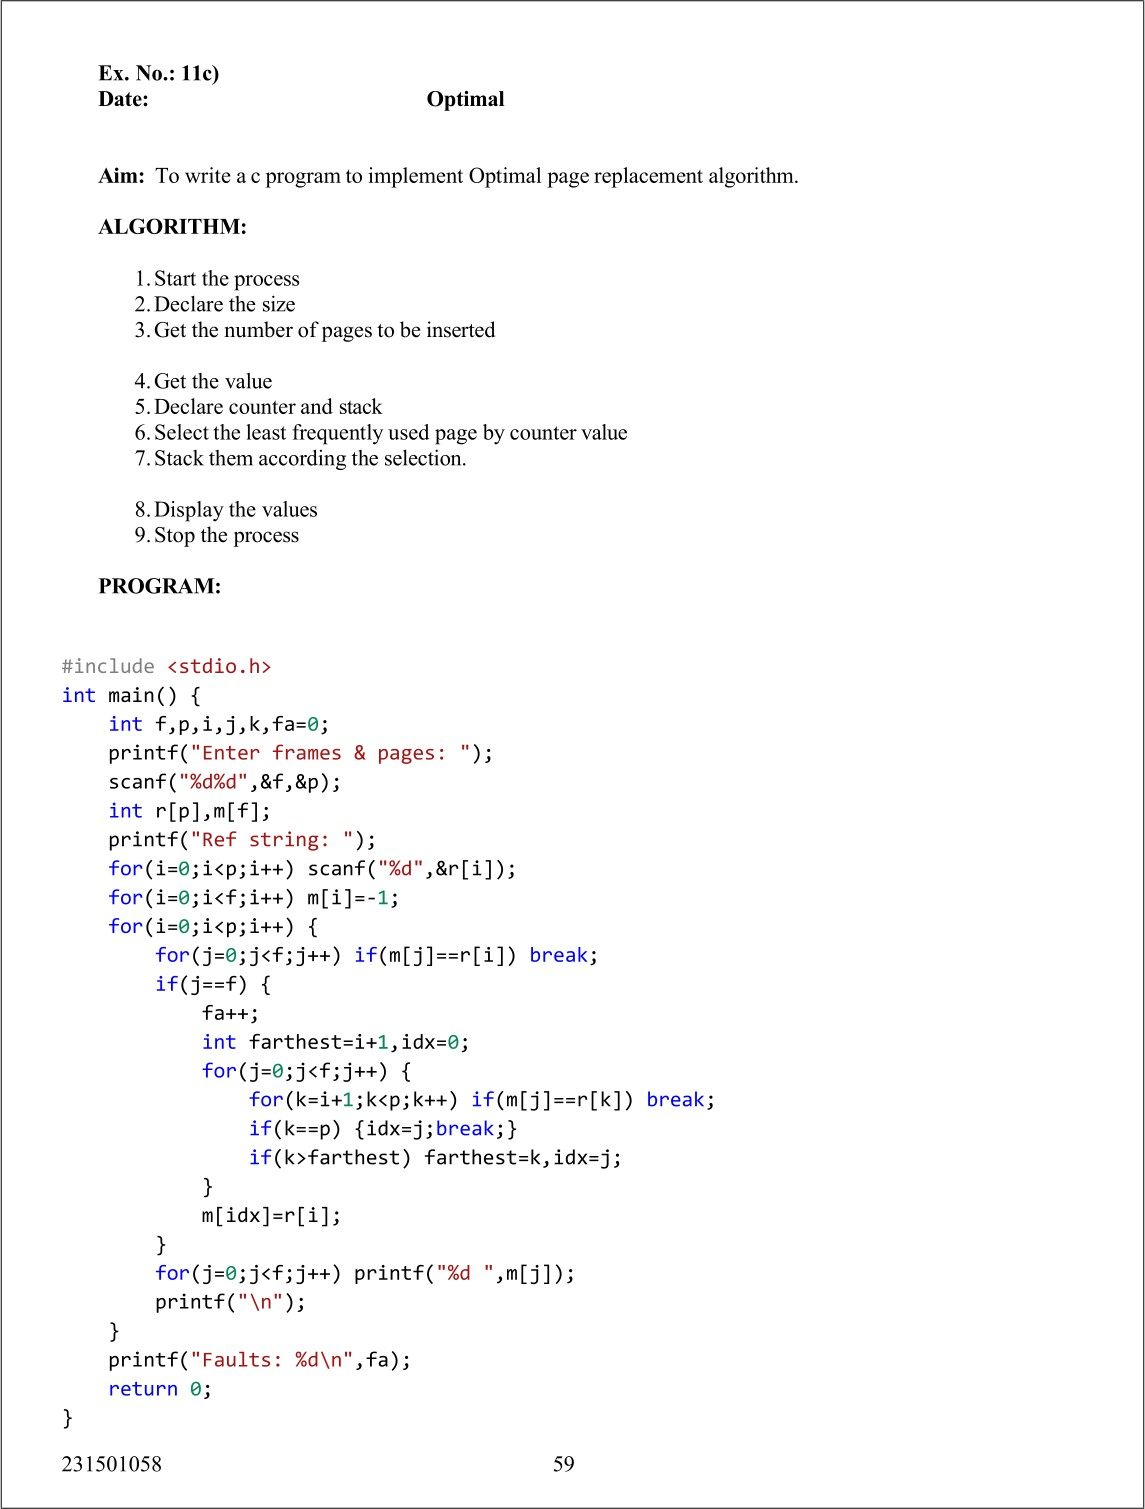 Ex. No.: 11c)
Date: Optimal
Aim: To write a c program to implement Optimal page replacement algorithm.
ALGORITHM:
1. Start the process
2. Declare the size
3. Get the number of pages to be inserted
4. Get the value
5. Declare counter and stack
6. Select the least frequently used page by counter value
7. Stack them according the selection.
8. Display the values
9. Stop the process
PROGRAM:
#include <stdio.h>
int main() {
    int f,p,i,j,k,fa=0;
    printf("Enter frames & pages: ");
    scanf("%d%d",&f,&p);
    int r[p],m[f];
    printf("Ref string: ");
    for(i=0;i<p;i++) scanf("%d",&r[i]);
    for(i=0;i<f;i++) m[i]=-1;
    for(i=0;i<p;i++) {
        for(j=0;j<f;j++) if(m[j]==r[i]) break;
        if(j==f) {
            fa++;
            int farthest=i+1,idx=0;
            for(j=0;j<f;j++) {
                for(k=i+1;k<p;k++) if(m[j]==r[k]) break;
                if(k==p) {idx=j;break;}
                if(k>farthest) farthest=k,idx=j;
            }
            m[idx]=r[i];
        }
        for(j=0;j<f;j++) printf("%d ",m[j]);
        printf("\n");
    }
    printf("Faults: %d\n",fa);
    return 0;
}
231501058 59